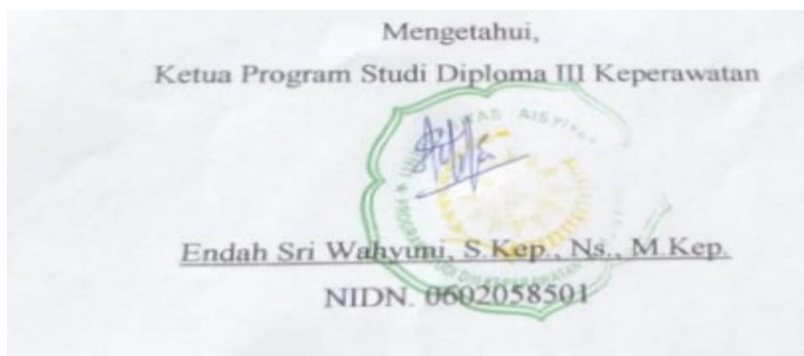 Mengetahui,
Ketua Program Studi Diploma III Keperawatan
Endah Sri Wahyuni, S.Kep., Ns., M.Kep.
NIDN. 0602058501